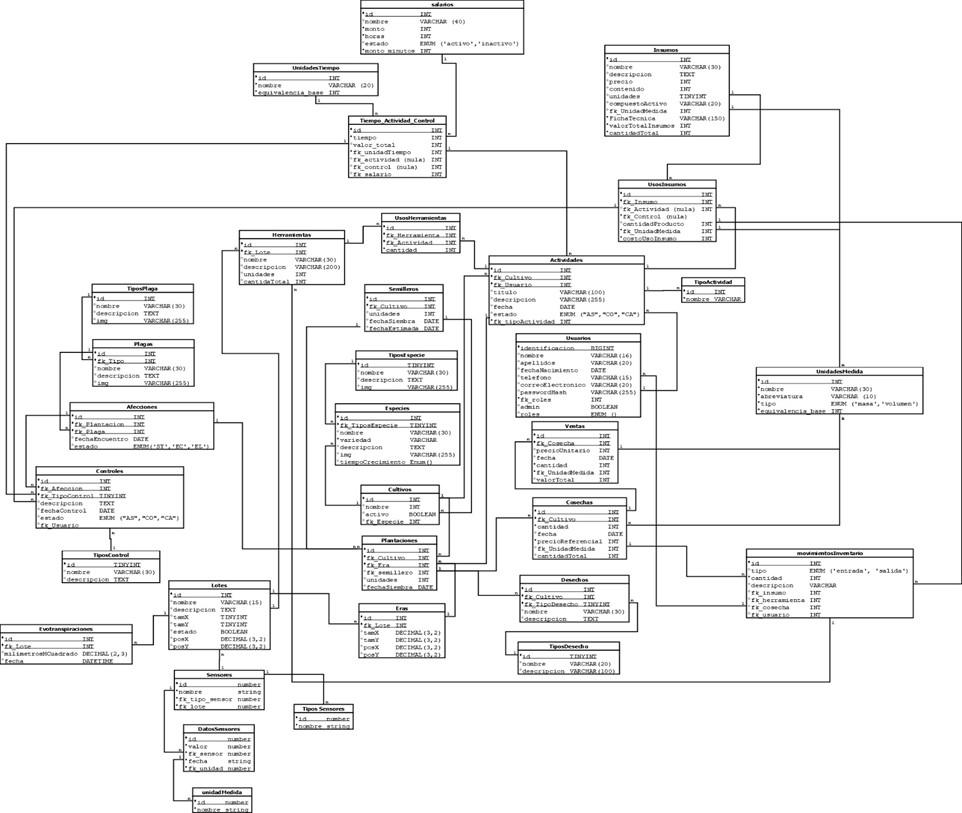 salarios
*id INT
*nombre VARCHAR (40)
*monto INT
*horas INT
*estado ENUM ('activo','inactivo')
*monto_minutos INT
UnidadesTiempo
*id INT
*nombre VARCHAR (20)
*equivalencia_base INT
Tiempo_Actividad_Control
*id INT
*tiempo INT
*valor_total INT
*fk_unidadTiempo INT
*fk_actividad (nula) INT
*fk_control (nula) INT
*fk_salario INT
Insumos
*id INT
*nombre VARCHAR(30)
*descripcion TEXT
*precio INT
*contenido INT
*unidades TINYINT
*compuestoActivo VARCHAR(20)
*fk_UnidadMedida INT
*FichaTecnica VARCHAR(150)
*valorTotalInsumos INT
*cantidadTotal INT
UsosInsumos
*id INT
*fk_Insumo INT
*fk_Actividad (nula) INT
*fk_Control (nula)
*cantidadProducto INT
*fk_UnidadMedida INT
*costoUsoInsumo INT
UsosHerramientas
*id INT
*fk_Herramienta INT
*fk_Actividad INT
*cantidad INT
Herramientas
*id INT
*fk_Lote INT
*nombre VARCHAR(30)
*descripcion VARCHAR(200)
*unidades INT
*cantidaTotal INT
Actividades
*id INT
*fk_Cultivo INT
*fk_Usuario INT
*titulo VARCHAR(100)
*descripcion VARCHAR(255)
*fecha DATE
*estado ENUM ("AS","CO","CA")
*fk_tipoActividad INT
TipoActividad
*id INT
*nombre VARCHAR
TiposPlaga
*id INT
*nombre VARCHAR(30)
*descripcion TEXT
*img VARCHAR(255)
Semilleros
*id INT
*fk_Cultivo INT
*unidades INT
*fechaSiembra DATE
*fechaEstimada DATE
Plagas
*id INT
*fk_Tipo INT
*nombre VARCHAR(30)
*descripcion TEXT
*img VARCHAR(255)
Usuarios
*identificacion BIGINT
*nombre VARCHAR(16)
*apellidos VARCHAR(20)
*fechaNacimiento DATE
*telefono VARCHAR(15)
*correoElectronico VARCHAR(20)
*passwordHash VARCHAR(255)
*fk_roles INT
*admin BOOLEAN
*roles ENUM ()
TiposEspecie
*id TINYINT
*nombre VARCHAR(30)
*descripcion TEXT
*img VARCHAR(255)
UnidadesMedida
*id INT
*nombre VARCHAR(30)
*abreviatura VARCHAR (10)
*tipo ENUM ('masa','volumen')
*equivalencia_base INT
Afecciones
*id INT
*fk_Plantacion INT
*fk_Plaga INT
*fechaEncuentro DATE
*estado ENUM('ST','EC','EL')
Especies
*id INT
*fk_TiposEspecie TINYINT
*nombre VARCHAR(30)
*variedad VARCHAR
*descripcion TEXT
*img VARCHAR(255)
*tiempoCrecimiento Enum()
Ventas
*id INT
*fk_Cosecha INT
*precioUnitario INT
*fecha DATE
*cantidad INT
*fk_UnidadMedida INT
*valorTotal INT
Controles
*id INT
*fk_Afeccion INT
*fk_TipoControl TINYINT
*descripcion TEXT
*fechaControl DATE
*estado ENUM ("AS","CO","CA")
*fk_Usuario
Cultivos
*id INT
*nombre INT
*activo BOOLEAN
*fk_Especie INT
Cosechas
*id INT
*fk_Cultivo INT
*cantidad INT
*fecha DATE
*precioReferencial INT
*fk_UnidadMedida INT
*cantidadTotal INT
Plantaciones
*id INT
*fk_Cultivo INT
*fk_Era INT
*fk_semillero INT
*unidades INT
*fechaSiembra DATE
TiposControl
*id TINYINT
*nombre VARCHAR(30)
*descripcion TEXT
movimientosInventario
*id INT
*tipo ENUM ('entrada', 'salida')
*cantidad INT
*descripcion VARCHAR
*fk_insumo INT
*fk_herramienta INT
*fk_cosecha INT
*fk_usuario INT
Desechos
*id INT
*fk_Cultivo INT
*fk_TipoDesecho TINYINT
*nombre VARCHAR(30)
*descripcion TEXT
Lotes
*id INT
*nombre VARCHAR(15)
*descripcion TEXT
*tamX TINYINT
*tamY TINYINT
*estado BOOLEAN
*posX DECIMAL(3,2)
*posY DECIMAL(3,2)
Eras
*id INT
*fk_Lote INT
*tamX DECIMAL(3,2)
*tamY DECIMAL(3,2)
*posX DECIMAL(3,2)
*posY DECIMAL(3,2)
Evotranspiraciones
*id INT
*fk_Lote INT
*milimetrosMCuadrado DECIMAL(2,3)
*fecha DATETIME
TiposDesecho
*id TINYINT
*nombre VARCHAR(20)
*descripcion VARCHAR(100)
Sensores
*id number
*nombre string
*fk_tipo_sensor number
*fk_lote number
Tipos Sensores
*id number
*nombre string
DatosSensores
*id number
*valor number
*fk_sensor number
*fecha string
*fk_unidad number
unidadMedida
*id number
*nombre string